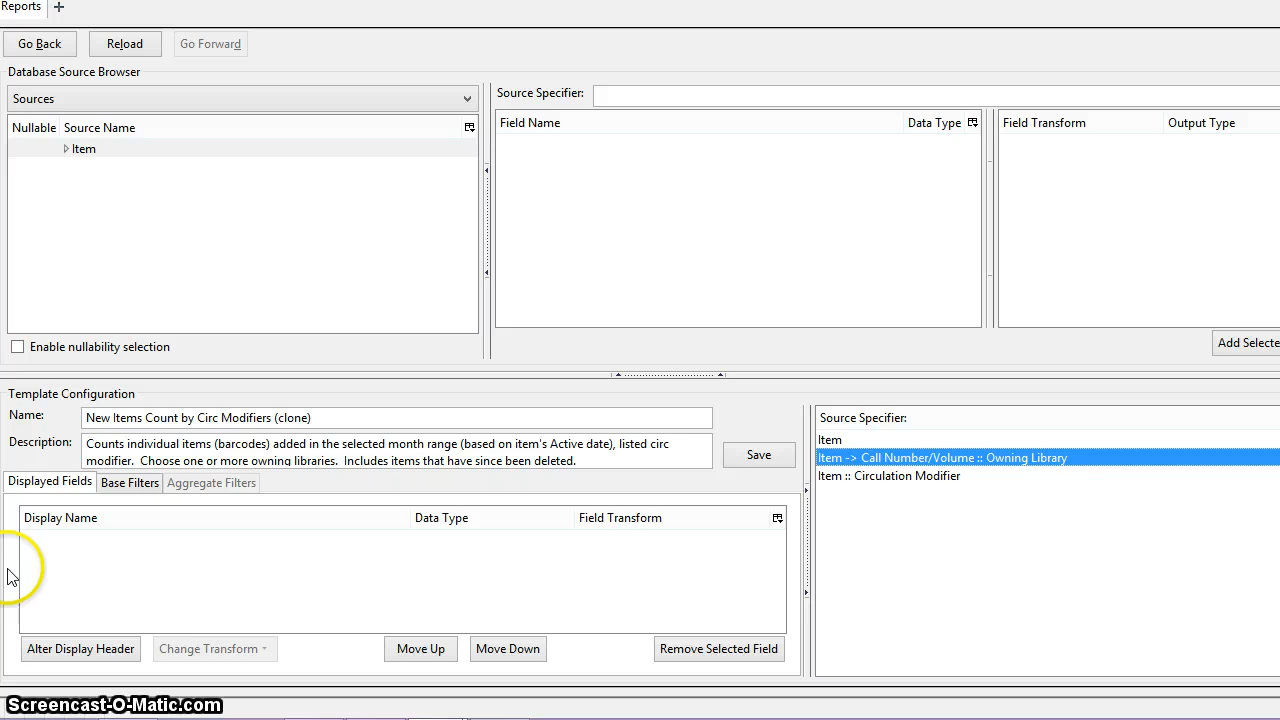 Reports
Go Back Reload Go Forward
Database Source Browser
Sources
Nullable Source Name
Item
Enable nullability selection
Source Specifier:
Field Name Data Type
Field Transform Output Type
Add Selecte
Template Configuration
Name: New Items Count by Circ Modifiers (clone)
Description: Counts individual items (barcodes) added in the selected month range (based on item's Active date), listed circ
modifier. Choose one or more owning libraries. Includes items that have since been deleted.
Save
Displayed Fields Base Filters Aggregate Filters
Display Name Data Type Field Transform
Alter Display Header Change Transform Move Up Move Down Remove Selected Field
Source Specifier:
Item
Item -> Call Number/Volume :: Owning Library
Item :: Circulation Modifier
Screencast-O-Matic.com